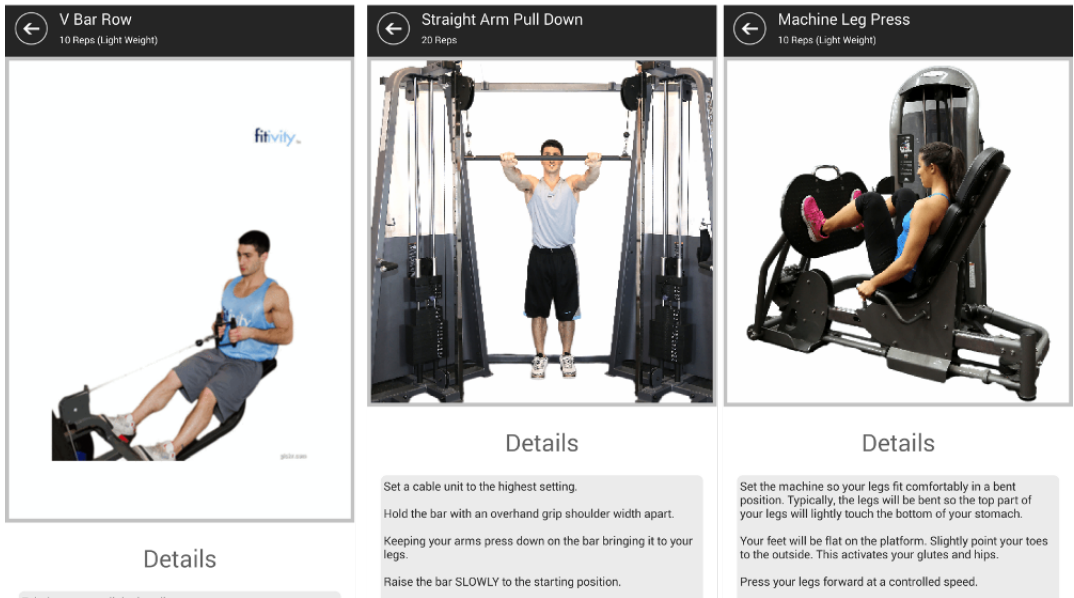 V Bar Row
10 Reps (Light Weight)
fitivity
Details
Straight Arm Pull Down
20 Reps
Details
Set a cable unit to the highest setting.
Hold the bar with an overhand grip shoulder width apart.
Keeping your arms press down on the bar bringing it to your
legs.
Raise the bar SLOWLY to the starting position.
Machine Leg Press
10 Reps (Light Weight)
Details
Set the machine so your legs fit comfortably in a bent
position. Typically, the legs will be bent so the top part of
your legs will lightly touch the bottom of your stomach.
Your feet will be flat on the platform. Slightly point your toes
to the outside. This activates your glutes and hips.
Press your legs forward at a controlled speed.